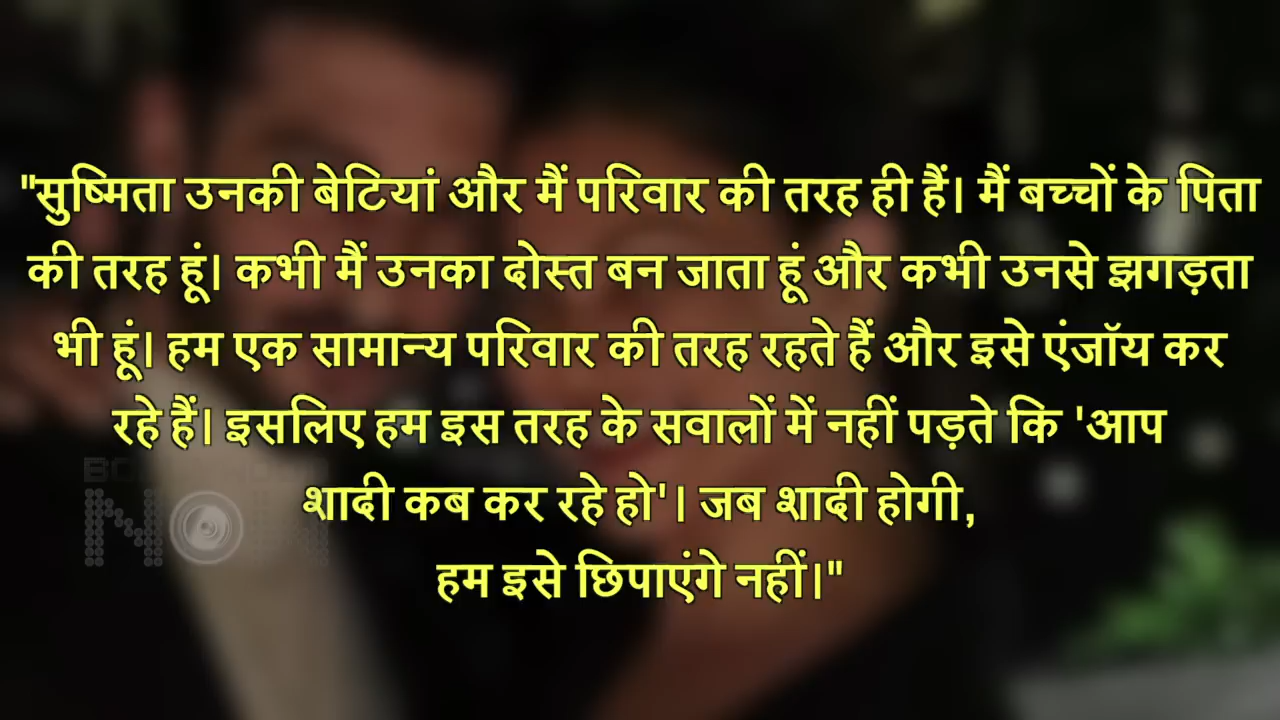 "सुष्मिता उनकी बेटियां और मैं परिवार की तरह ही हैं। मैं बच्चों के पिता
की तरह हूं। कभी मैं उनका दोस्त बन जाता हूं और कभी उनसे झगड़ता
भी हूं। हम एक सामान्य परिवार की तरह रहते हैं और इसे एंजॉय कर
रहे हैं। इसलिए हम इस तरह के सवालों में नहीं पड़ते कि 'आप
शादी कब कर रहे हो'। जब शादी होगी,
हम इसे छिपाएंगे नहीं।"